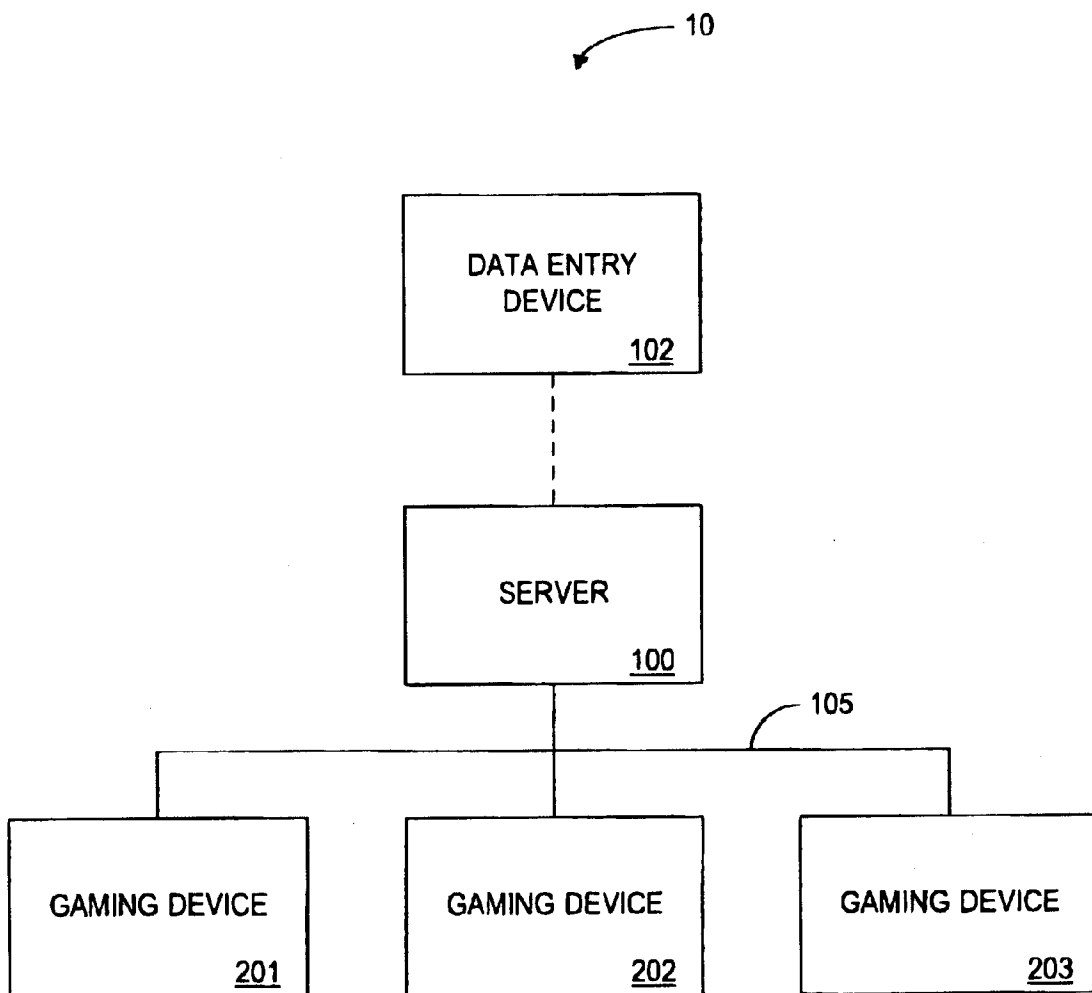 10
DATA ENTRY
DEVICE
102
SERVER
100
105
GAMING DEVICE
201
GAMING DEVICE
202
GAMING DEVICE
203